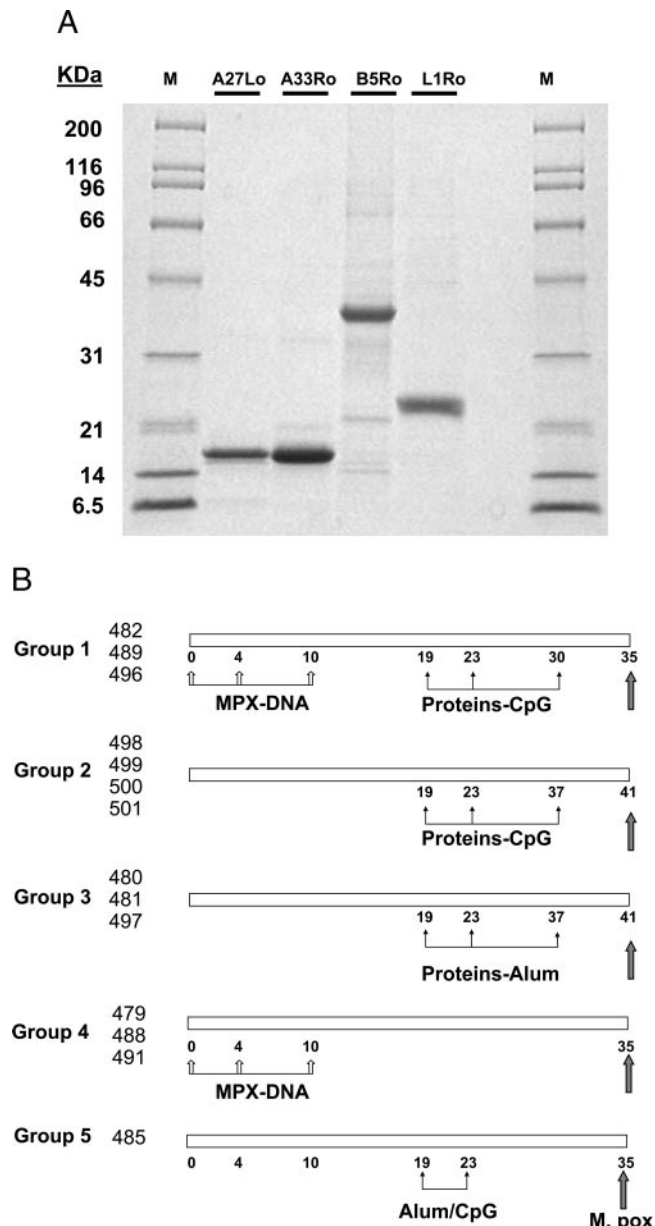 A
KDa M A27Lo A33Ro B5Ro L1Ro M
200
116
96
66
45
31
21
14
6.5
B
Group 1 482 489 496
0 4 10 19 23 30 35
MPX-DNA Proteins-CpG
Group 2 498 499 500 501
19 23 37 41
Proteins-CpG
Group 3 480 481 497
19 23 37 41
Proteins-Alum
Group 4 479 488 491
0 4 10 35
MPX-DNA
Group 5 485
0 4 10 19 23 35
Alum/CpG M. pox